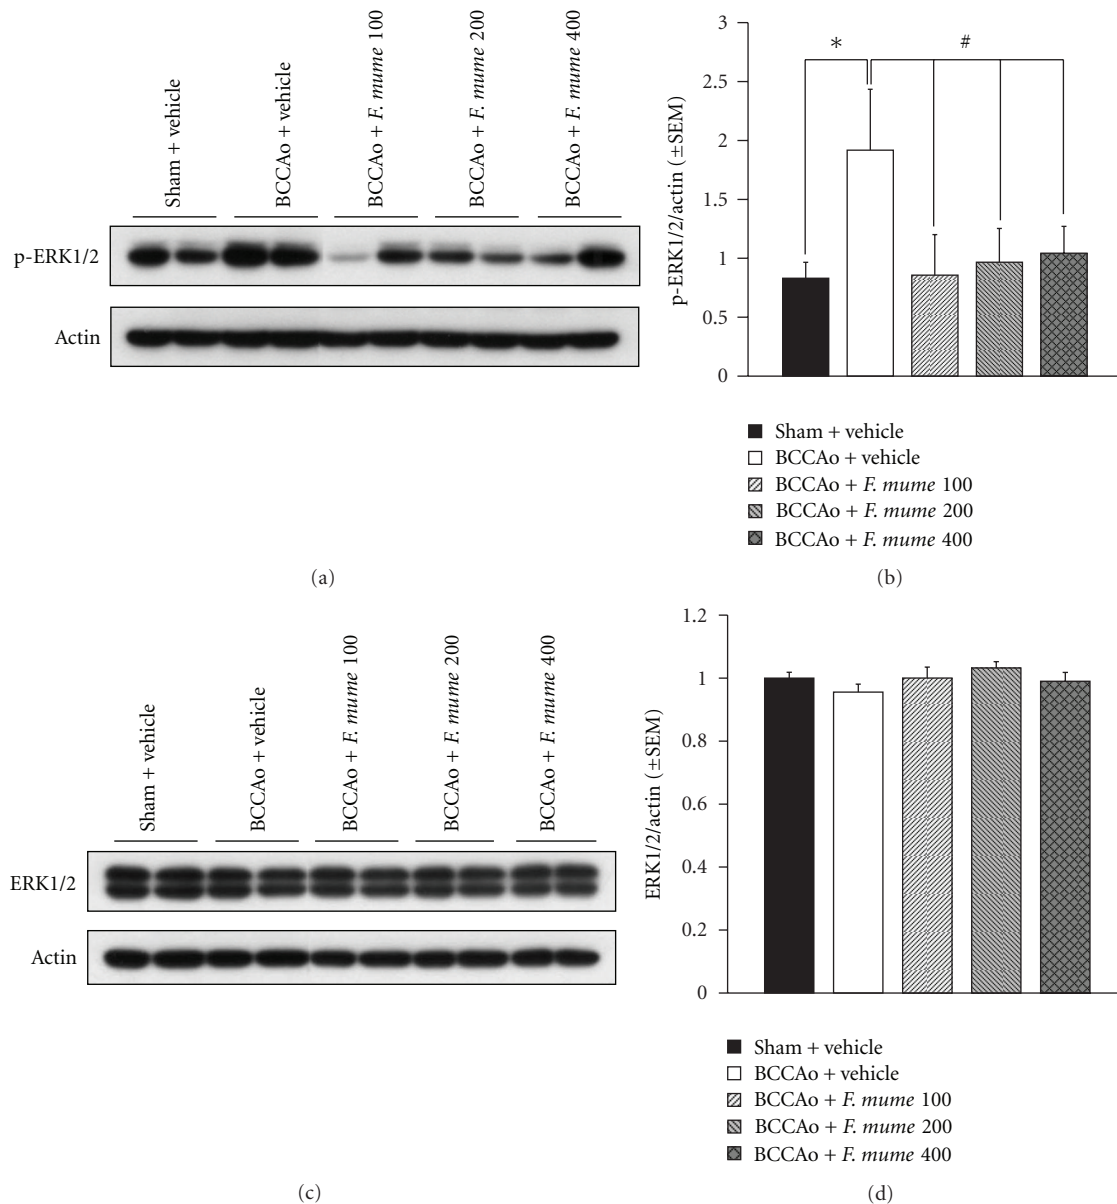 Sham + vehicle
BCCAo + vehicle
BCCAo + F. mume 100
BCCAo + F. mume 200
BCCAo + F. mume 400
p-ERK1/2
Actin
(a)
3
2.5
2
1.5
1
0.5
0
p-ERK1/2/actin (±SEM)
*
#
Sham + vehicle
BCCAo + vehicle
BCCAo + F. mume 100
BCCAo + F. mume 200
BCCAo + F. mume 400
(b)
Sham + vehicle
BCCAo + vehicle
BCCAo + F. mume 100
BCCAo + F. mume 200
BCCAo + F. mume 400
ERK1/2
Actin
(c)
1.2
1
0.8
0.6
0.4
0.2
0
ERK1/2/actin (±SEM)
Sham + vehicle
BCCAo + vehicle
BCCAo + F. mume 100
BCCAo + F. mume 200
BCCAo + F. mume 400
(d)